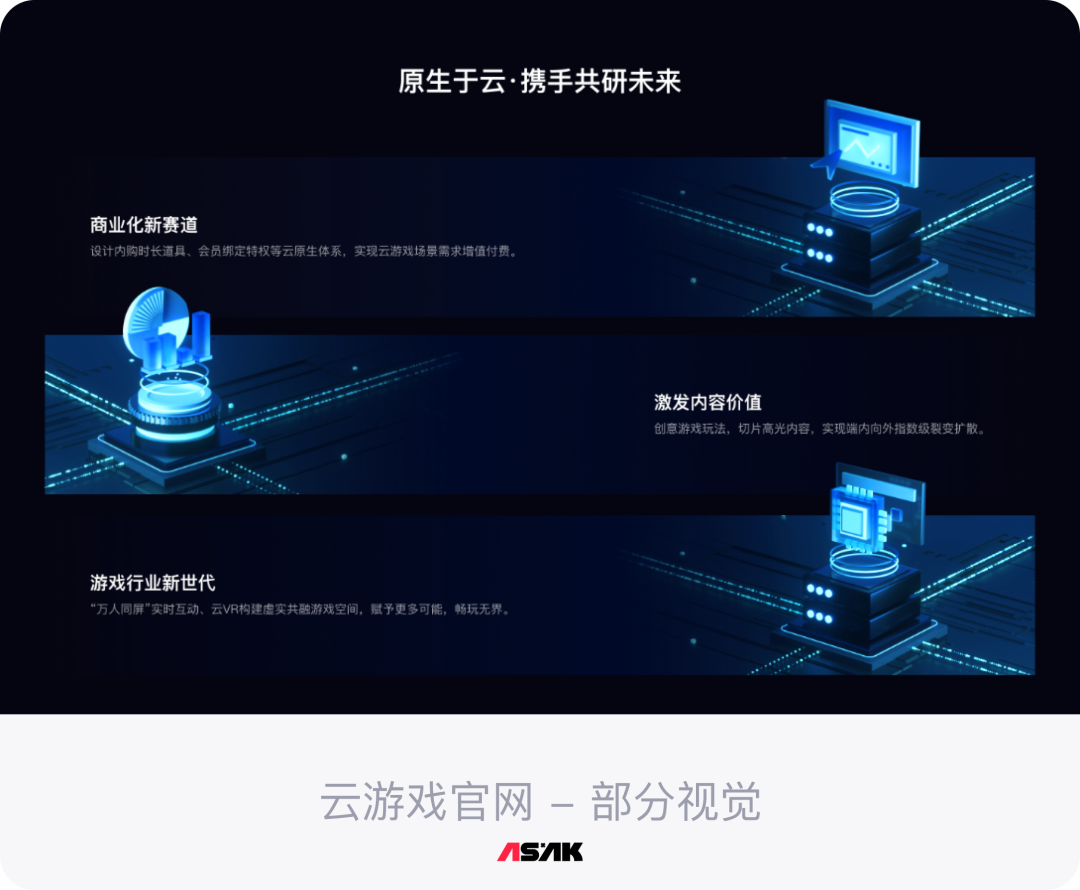 原生于云·携手共研未来
商业化新赛道
设计内购时长道具、会员绑定特权等云原生体系，实现云游戏场景需求增值付费。
激发内容价值
创意游戏玩法，切片高光内容，实现端内向外指数级裂变扩散。
游戏行业新世代
“万人同屏”实时互动、云VR构建虚实共融游戏空间，赋予更多可能，畅玩无界。
云游戏官网 – 部分视觉
ASAK